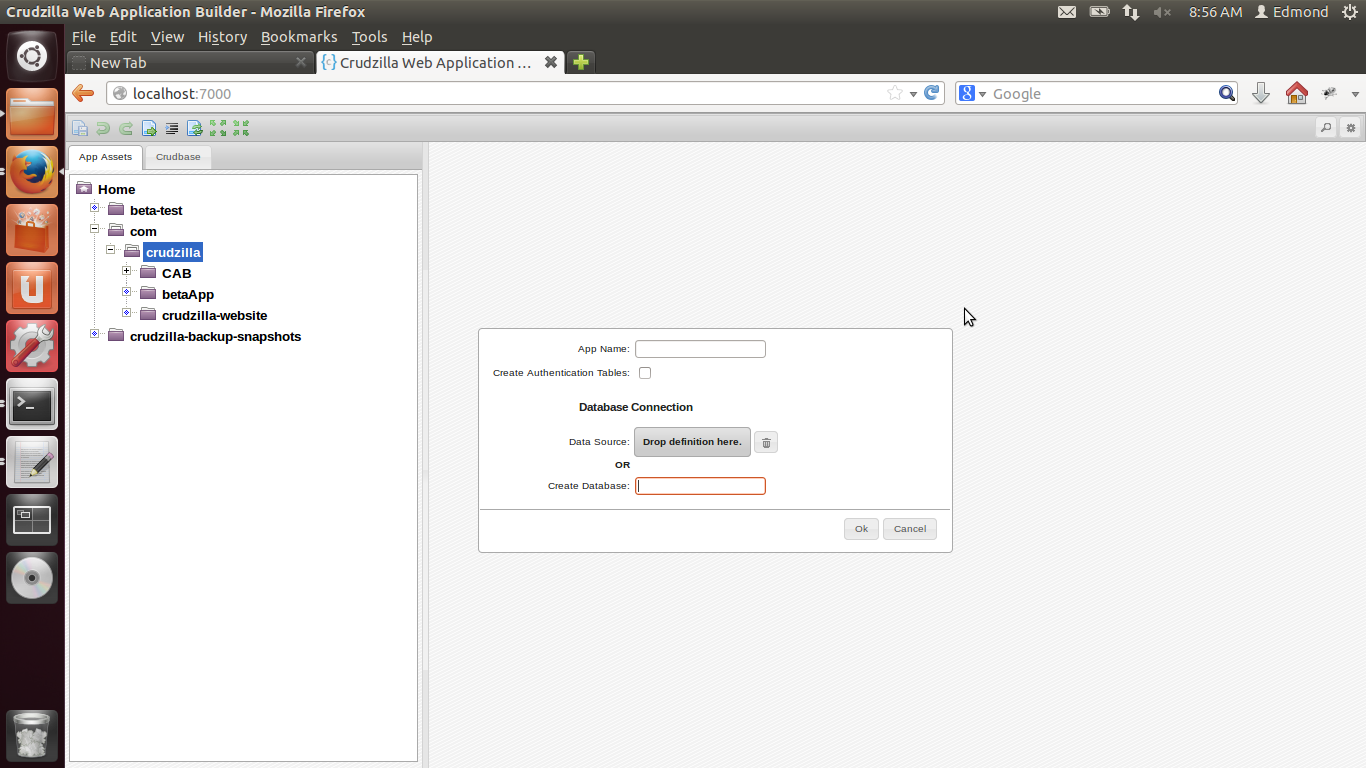 Crudzilla Web Application Builder - Mozilla Firefox
8:56 AM Edmond
File Edit View History Bookmarks Tools Help
New Tab
{c} Crudzilla Web Application ...
localhost:7000
8 Google
App Assets Crudbase
Home
beta-test
com
crudzilla
CAB
betaApp
crudzilla-website
crudzilla-backup-snapshots
App Name:
Create Authentication Tables:
Database Connection
Data Source: Drop definition here.
OR
Create Database:
Ok Cancel